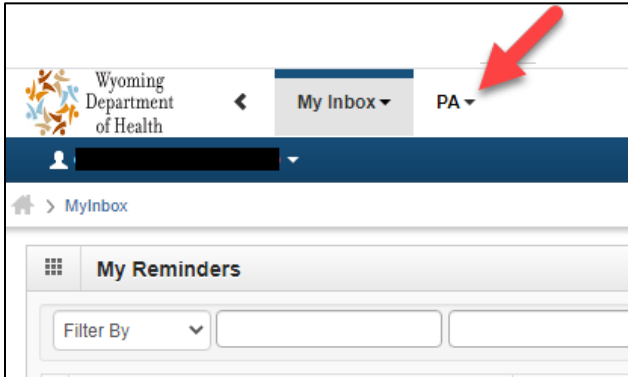 Wyoming
Department
of Health
My Inbox
PA
MyInbox
My Reminders
Filter By